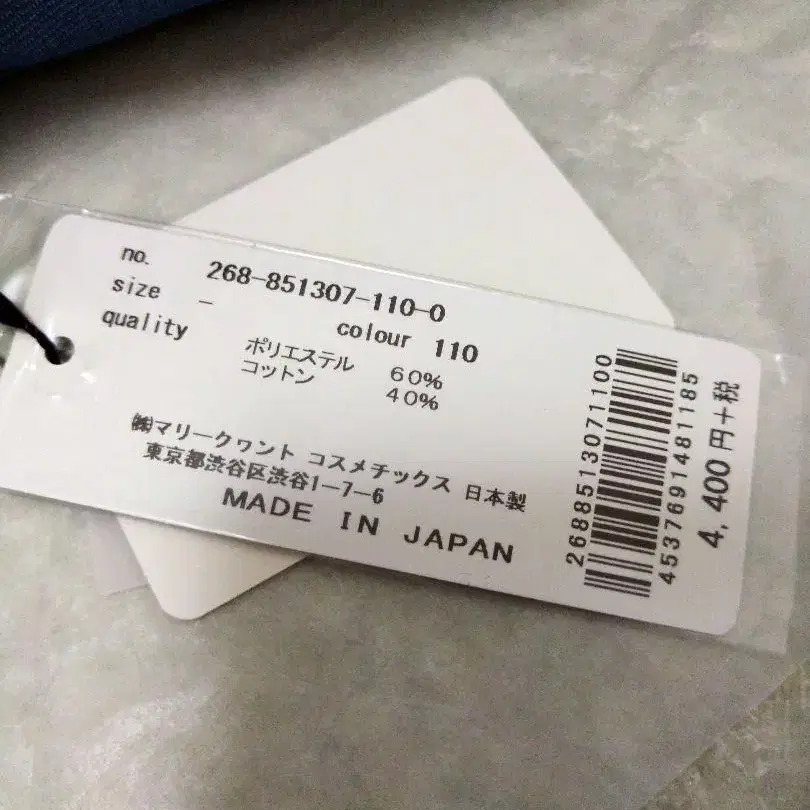 no. 268-851307-110-0
size -
colour 110
quality
ポリエステル 60%
コットン 40%
㈱マリークヮント コスメチックス 日本製
東京都渋谷区渋谷1-7-6
MADE IN JAPAN
2688513071100
4537691481185
4,400円+税